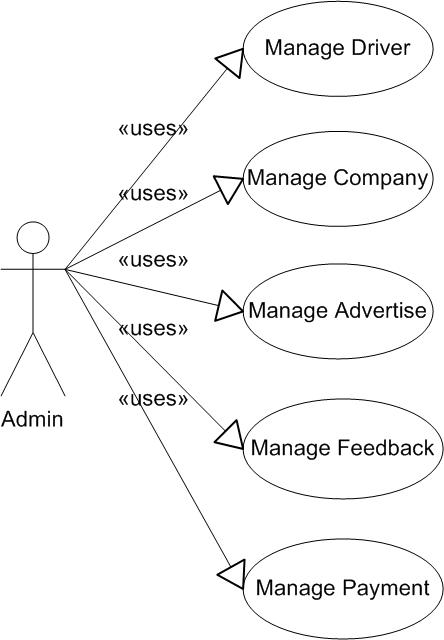 Manage Driver
«uses»
«uses»
Manage Company
«uses»
Manage Advertise
«uses»
«uses»
Admin
Manage Feedback
Manage Payment